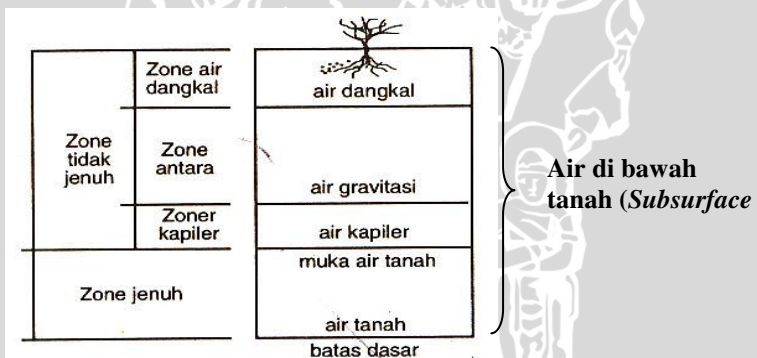 Zone air
dangkal
air dangkal
Zone
tidak
jenuh
Zone
antara
air gravitasi
Zoner
kapiler
air kapiler
muka air tanah
Zone jenuh
air tanah
batas dasar
Air di bawah
tanah (Subsurface